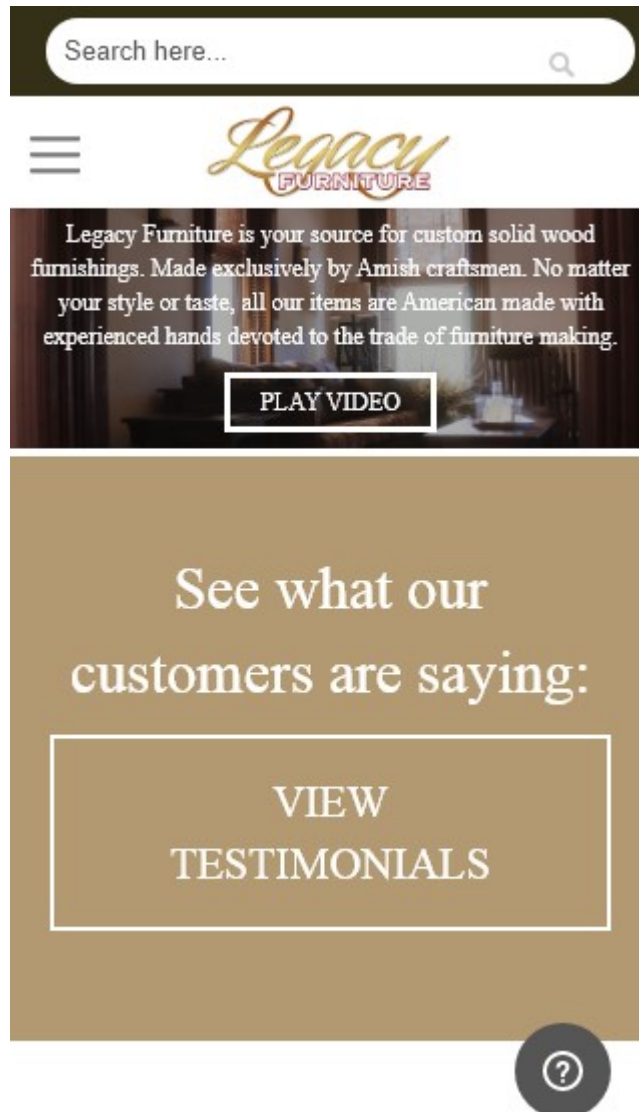 Search here...
Legacy
FURNITURE
Legacy Furniture is your source for custom solid wood
furnishings. Made exclusively by Amish craftsmen. No matter
your style or taste, all our items are American made with
experienced hands devoted to the trade of furniture making.
PLAY VIDEO
See what our
customers are saying:
VIEW
TESTIMONIALS